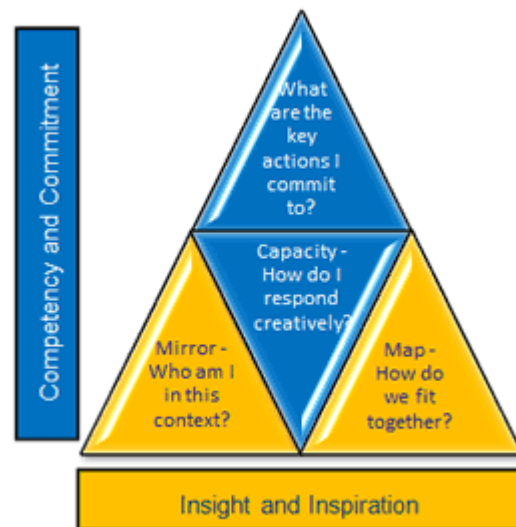 Competency and Commitment
What
are the
key
actions I
commit
to?
Capacity -
How do I
respond
creatively?
Mirror -
Who am I
in this
context?
Map -
How do
we fit
together?
Insight and Inspiration